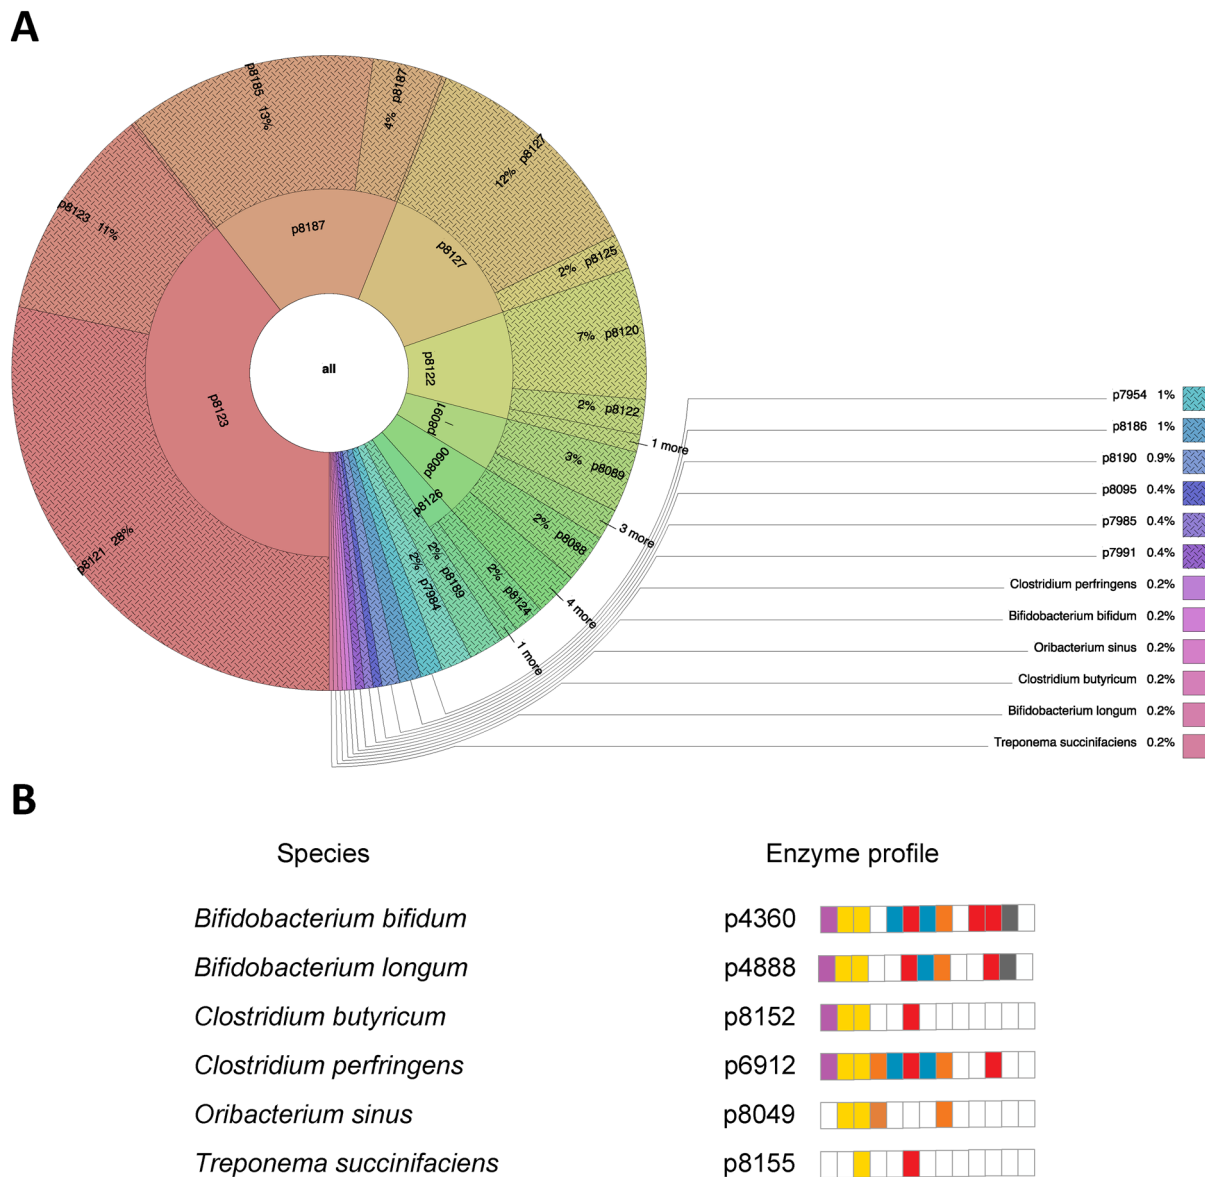 A
p8185 13%
4% p8187
12% p8127
p8123 11%
p8187
p8127
2% p8125
7% p8120
all
p8122
p8123
p8091
2% p8122
1 more
p8090
3% p8089
p8126
3 more
2% p8088
p8121 28%
2% p8124
4 more
2% p8189
2% p7984
1 more
p7954 1%
p8186 1%
p8190 0.9%
p8095 0.4%
p7985 0.4%
p7991 0.4%
Clostridium perfringens 0.2%
Bifidobacterium bifidum 0.2%
Oribacterium sinus 0.2%
Clostridium butyricum 0.2%
Bifidobacterium longum 0.2%
Treponema succinifaciens 0.2%
B
Species Enzyme profile
Bifidobacterium bifidum p4360
Bifidobacterium longum p4888
Clostridium butyricum p8152
Clostridium perfringens p6912
Oribacterium sinus p8049
Treponema succinifaciens p8155